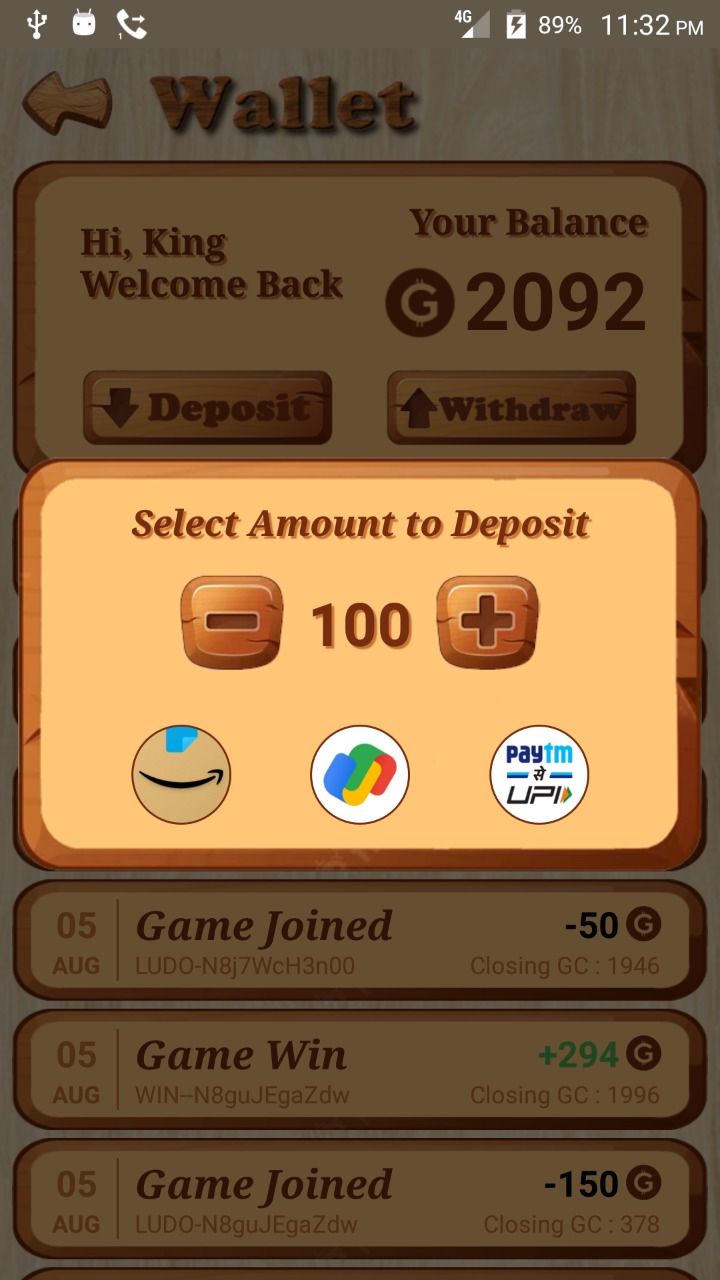 1
4G
89%
11:32 PM
Wallet
Hi, King
Welcome Back
Your Balance
2092
Deposit
Withdraw
Select Amount to Deposit
100
paytm
से
UPI
05
AUG
Game Joined
LUDO-N8j7WcH3n00
-50
Closing GC : 1946
05
AUG
Game Win
WIN--N8guJEgaZdw
+294
Closing GC : 1996
05
AUG
Game Joined
LUDO-N8guJEgaZdw
-150
Closing GC : 378